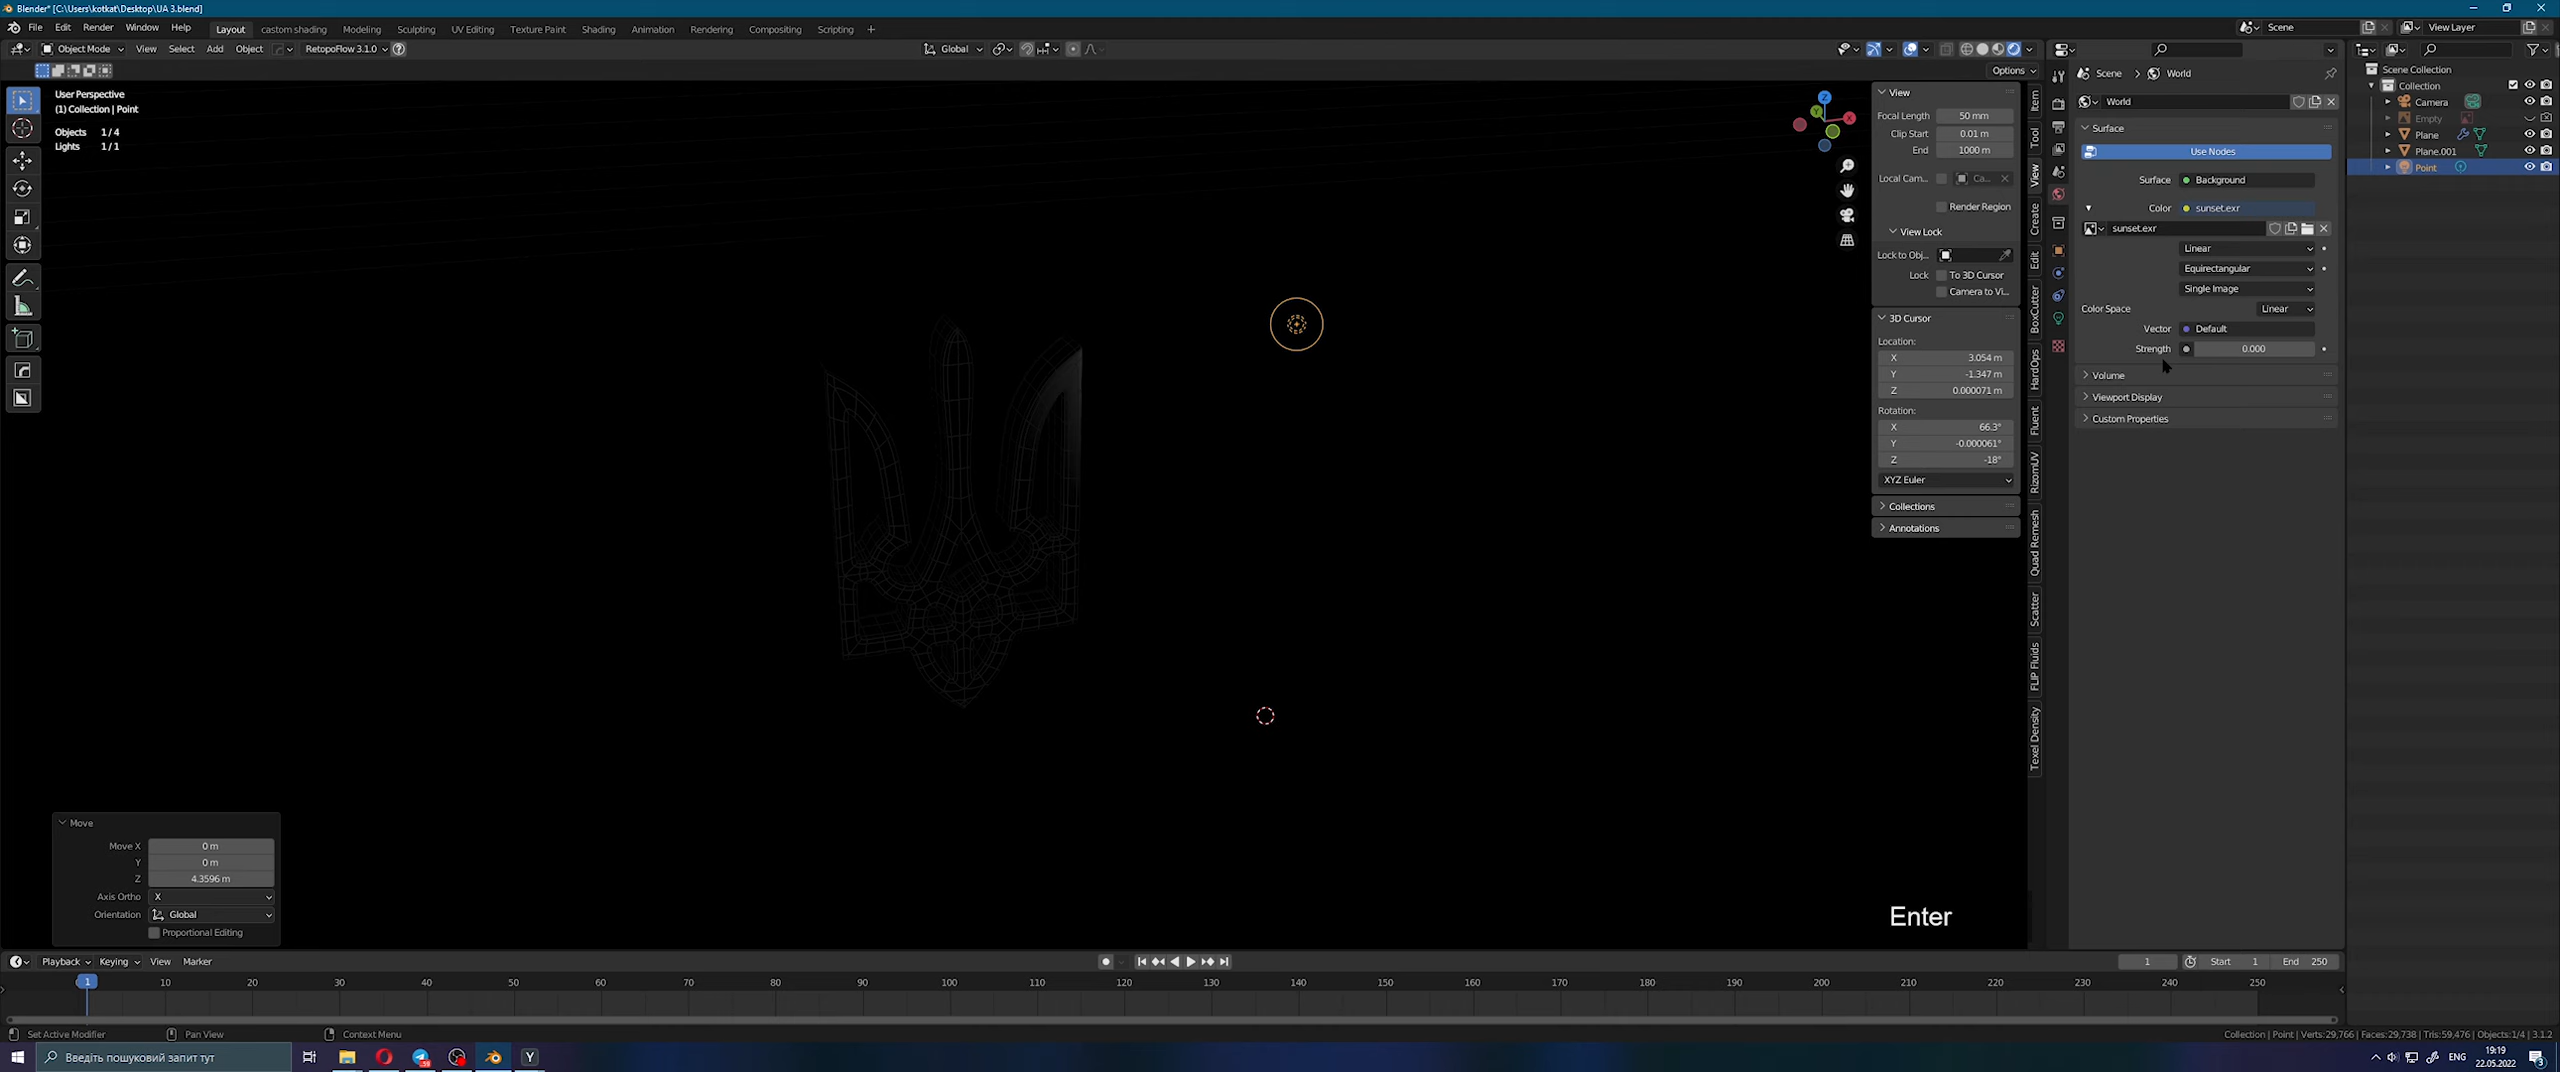 Blender* [C:\Users\kotkat\Desktop\UA 3.blend]
File Edit Render Window Help Layout custom shading Modeling Sculpting UV Editing Texture Paint Shading Animation Rendering Compositing Scripting + Scene View Layer
Object Mode View Select Add Object RetopoFlow 3.1.0 ? Global
Options
User Perspective
(1) Collection | Point
Objects 1/4
Lights 1/1
Z
Y
X
View
Focal Length 50 mm
Clip Start 0.01 m
End 1000 m
Local Cam... Ca...
Render Region
View Lock
Lock to Obj...
Lock To 3D Cursor
Camera to Vi...
3D Cursor
Location:
X 3.054 m
Y -1.347 m
Z 0.000071 m
Rotation:
X 66.3°
Y -0.000061°
Z -18°
XYZ Euler
Collections
Annotations
Item
Tool
View
Create
Edit
BoxCutter
HardOps
Fluent
RizomUV
Quad Remesh
Scatter
FLIP Fluids
Texel Density
Scene > World
World
Surface
Use Nodes
Surface Background
Color sunset.exr
sunset.exr
Linear
Equirectangular
Single Image
Color Space Linear
Vector Default
Strength 0.000
Volume
Viewport Display
Custom Properties
Scene Collection
Collection
Camera
Empty
Plane
Plane.001
Point
Move
Move X 0 m
Y 0 m
Z 4.3596 m
Axis Ortho X
Orientation Global
Proportional Editing
Enter
Playback Keying View Marker 1 Start 1 End 250
1 10 20 30 40 50 60 70 80 90 100 110 120 130 140 150 160 170 180 190 200 210 220 230 240 250
Set Active Modifier Pan View Context Menu Collection | Point | Verts:29,766 | Faces:29,738 | Tris:59,476 | Objects:1/4 | 3.1.2
Введіть пошуковий запит тут Y ENG 19:19
22.05.2022
3